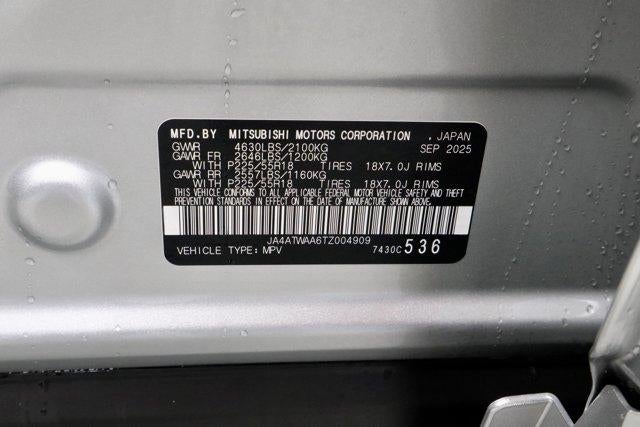 MFD.BY MITSUBISHI MOTORS CORPORATION , JAPAN
GVWR 4630LBS/2100KG SEP 2025
GAWR FR 2646LBS/1200KG
WITH P225/55R18 TIRES 18X7.0J RIMS
GAWR RR 2557LBS/1160KG
WITH P225/55R18 TIRES 18X7.0J RIMS
THIS VEHICLE CONFORMS TO ALL APPLICABLE FEDERAL MOTOR VEHICLE SAFETY AND THEFT
PREVENTION STANDARDS IN EFFECT ON THE DATE OF MANUFACTURE SHOWN ABOVE.
JA4ATWAA6TZ004909
VEHICLE TYPE: MPV 7430C 536